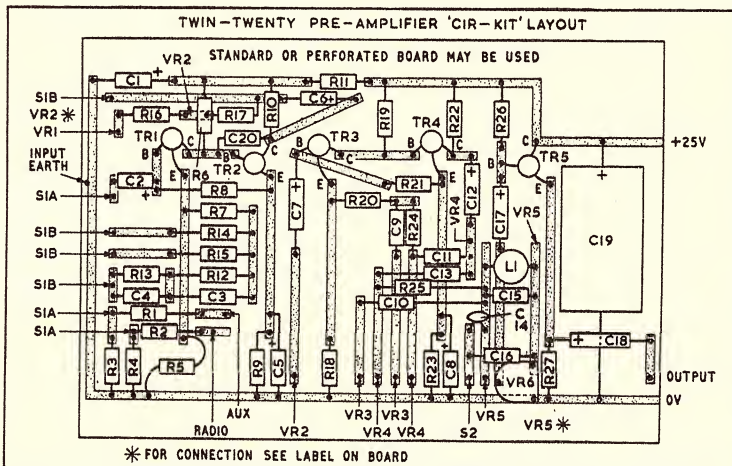 TWIN-TWENTY PRE-AMPLIFIER 'CIR-KIT' LAYOUT
STANDARD OR PERFORATED BOARD MAY BE USED
VR2
C1 +
R11
S1B
C6+
R10
VR2 *
R16
R17
R19
R22
R26
VR1
TR1
C20
TR3
TR4
C
+25V
INPUT EARTH
B
C
B
C
TR2
B
C
B
C
B
TR5
E
R6
E
E
E
E
C2
+
R8
R21
S1A
R7
C7
+
R20
C12
+
VR4
C17
+
VR5
C19
+
S1B
R14
C9
R24
S1B
R15
C11
L1
S1B
R13
R12
C13
R25
C15
C4
C3
C10
S1A
R1
C
14
S1A
R2
+
+
+
C18
R3
R4
R5
R9
C5
R18
R23
C8
C16
VR6
R27
OUTPUT
AUX
VR3
VR3
VR5
0V
RADIO
VR2
VR4
VR4
S2
VR5 *
* FOR CONNECTION SEE LABEL ON BOARD